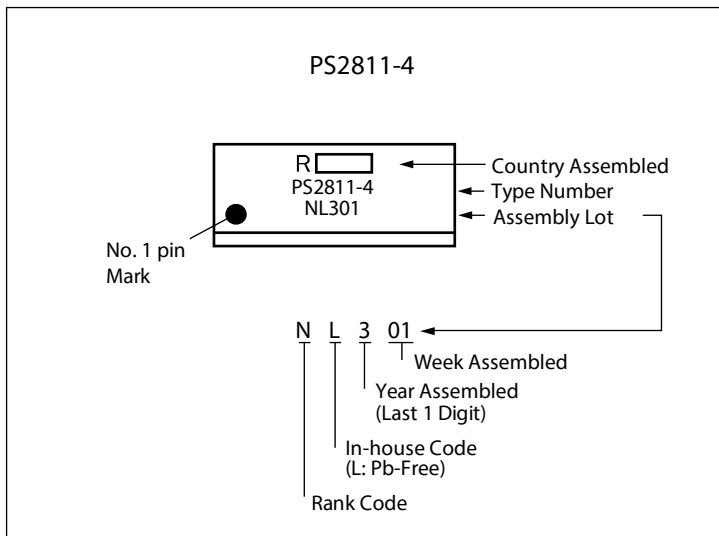 PS2811-4
R
PS2811-4
NL301
Country Assembled
Type Number
Assembly Lot
No. 1 pin
Mark
N L 3 01
Week Assembled
Year Assembled
(Last 1 Digit)
In-house Code
(L: Pb-Free)
Rank Code